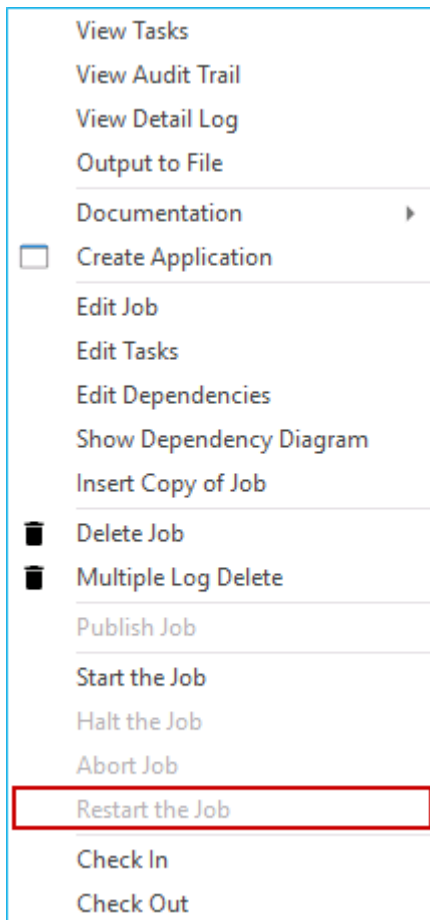 View Tasks
View Audit Trail
View Detail Log
Output to File
Documentation
Create Application
Edit Job
Edit Tasks
Edit Dependencies
Show Dependency Diagram
Insert Copy of Job
Delete Job
Multiple Log Delete
Publish Job
Start the Job
Halt the Job
Abort Job
Restart the Job
Check In
Check Out